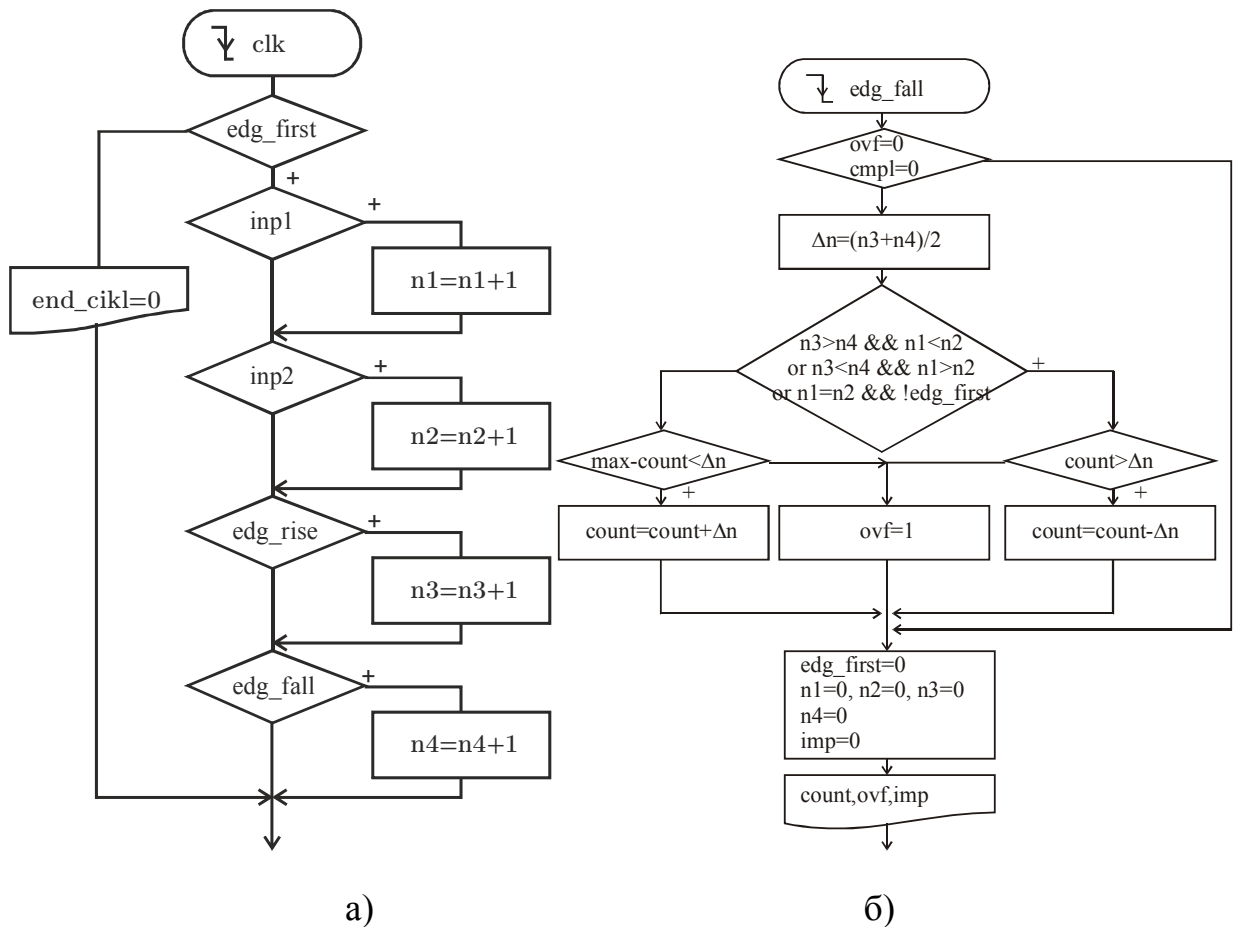 clk
edg_first
+
inp1
+
n1=n1+1
end_cikl=0
inp2
+
n2=n2+1
edg_rise
+
n3=n3+1
edg_fall
+
n4=n4+1
а)
edg_fall
ovf=0
cmpl=0
Δn=(n3+n4)/2
n3>n4 && n1<n2
or n3<n4 && n1>n2
or n1=n2 && !edg_first
+
max-count<Δn
+
count>Δn
+
count=count+Δn
ovf=1
count=count-Δn
edg_first=0
n1=0, n2=0, n3=0
n4=0
imp=0
count,ovf,imp
б)